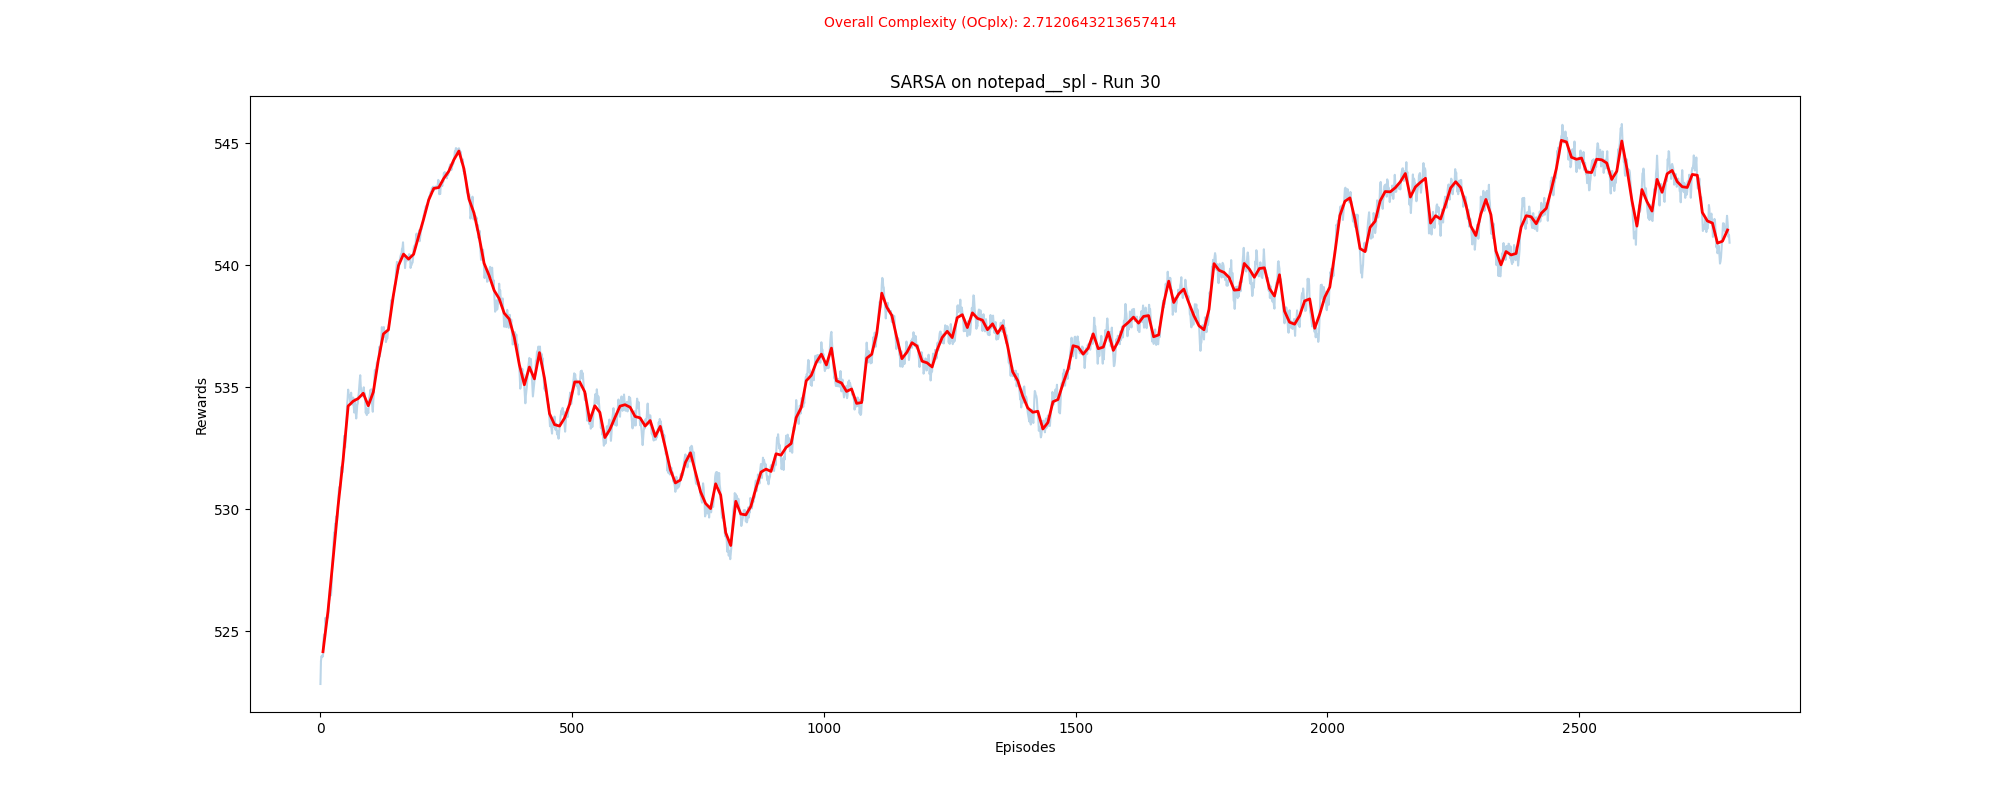 Overall Complexity (OCplx): 2.7120643213657414
SARSA on notepad__spl - Run 30
Rewards
545
540
535
530
525
0 500 1000 1500 2000 2500
Episodes